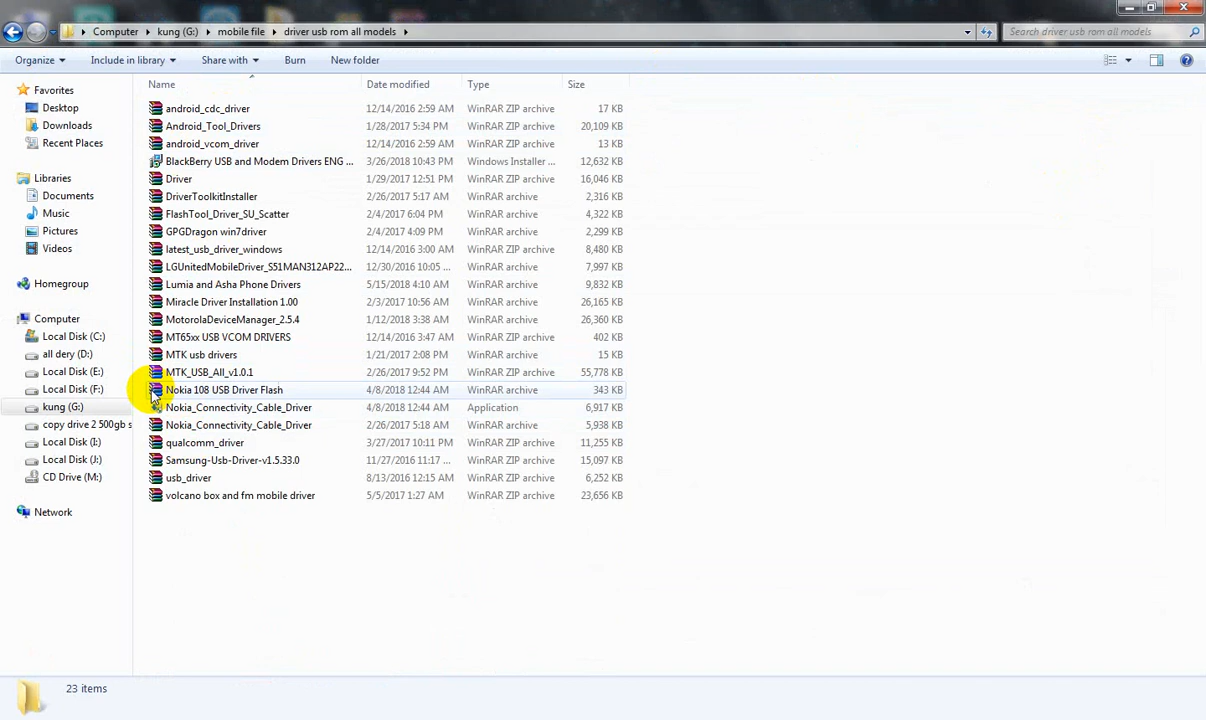 Computer kung (G:) mobile file driver usb rom all models Search driver usb rom all models
Organize Include in library Share with Burn New folder
Favorites
Desktop
Downloads
Recent Places
Libraries
Documents
Music
Pictures
Videos
Homegroup
Computer
Local Disk (C:)
all dery (D:)
Local Disk (E:)
Local Disk (F:)
kung (G:)
copy drive 2 500gb s
Local Disk (I:)
Local Disk (J:)
CD Drive (M:)
Network
Name Date modified Type Size
android_cdc_driver 12/14/2016 2:59 AM WinRAR ZIP archive 17 KB
Android_Tool_Drivers 1/28/2017 5:34 PM WinRAR ZIP archive 20,109 KB
android_vcom_driver 12/14/2016 2:59 AM WinRAR ZIP archive 13 KB
BlackBerry USB and Modem Drivers ENG ... 3/26/2018 10:43 PM Windows Installer ... 12,632 KB
Driver 1/29/2017 12:51 PM WinRAR ZIP archive 16,046 KB
DriverToolkitInstaller 2/26/2017 5:17 AM WinRAR archive 2,316 KB
FlashTool_Driver_SU_Scatter 2/4/2017 6:04 PM WinRAR archive 4,322 KB
GPGDragon win7driver 2/4/2017 4:09 PM WinRAR archive 2,299 KB
latest_usb_driver_windows 12/14/2016 3:00 AM WinRAR ZIP archive 8,480 KB
LGUnitedMobileDriver_S51MAN312AP22... 12/30/2016 10:05 ... WinRAR archive 7,997 KB
Lumia and Asha Phone Drivers 5/15/2018 4:10 AM WinRAR archive 9,832 KB
Miracle Driver Installation 1.00 2/3/2017 10:56 AM WinRAR archive 26,165 KB
MotorolaDeviceManager_2.5.4 1/12/2018 3:38 AM WinRAR archive 26,360 KB
MT65xx USB VCOM DRIVERS 12/14/2016 3:47 AM WinRAR archive 402 KB
MTK usb drivers 1/21/2017 2:08 PM WinRAR archive 15 KB
MTK_USB_All_v1.0.1 2/26/2017 9:52 PM WinRAR ZIP archive 55,778 KB
Nokia 108 USB Driver Flash 4/8/2018 12:44 AM WinRAR archive 343 KB
Nokia_Connectivity_Cable_Driver 4/8/2018 12:44 AM Application 6,917 KB
Nokia_Connectivity_Cable_Driver 2/26/2017 5:18 AM WinRAR ZIP archive 5,938 KB
qualcomm_driver 3/27/2017 10:11 PM WinRAR ZIP archive 11,255 KB
Samsung-Usb-Driver-v1.5.33.0 11/27/2016 11:17 ... WinRAR ZIP archive 15,097 KB
usb_driver 8/13/2016 12:15 AM WinRAR ZIP archive 6,252 KB
volcano box and fm mobile driver 5/5/2017 1:27 AM WinRAR ZIP archive 23,656 KB
23 items